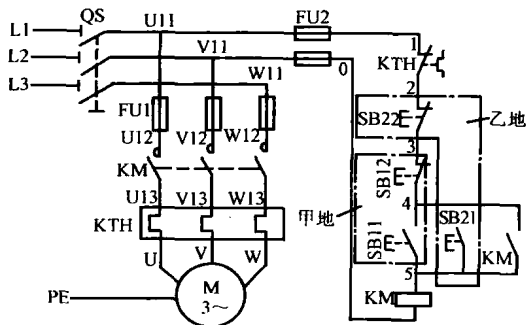 U11
QS
FU2
L1
V11
1
L2
0
KTH
L3
W11
2
FU1
SB22
乙地
U12
V12
W12
3
KM
SB12
U13
V13
W13
甲地
4
KTH
SB11
SB21
KM
U
V
W
5
M
3~
KM
PE